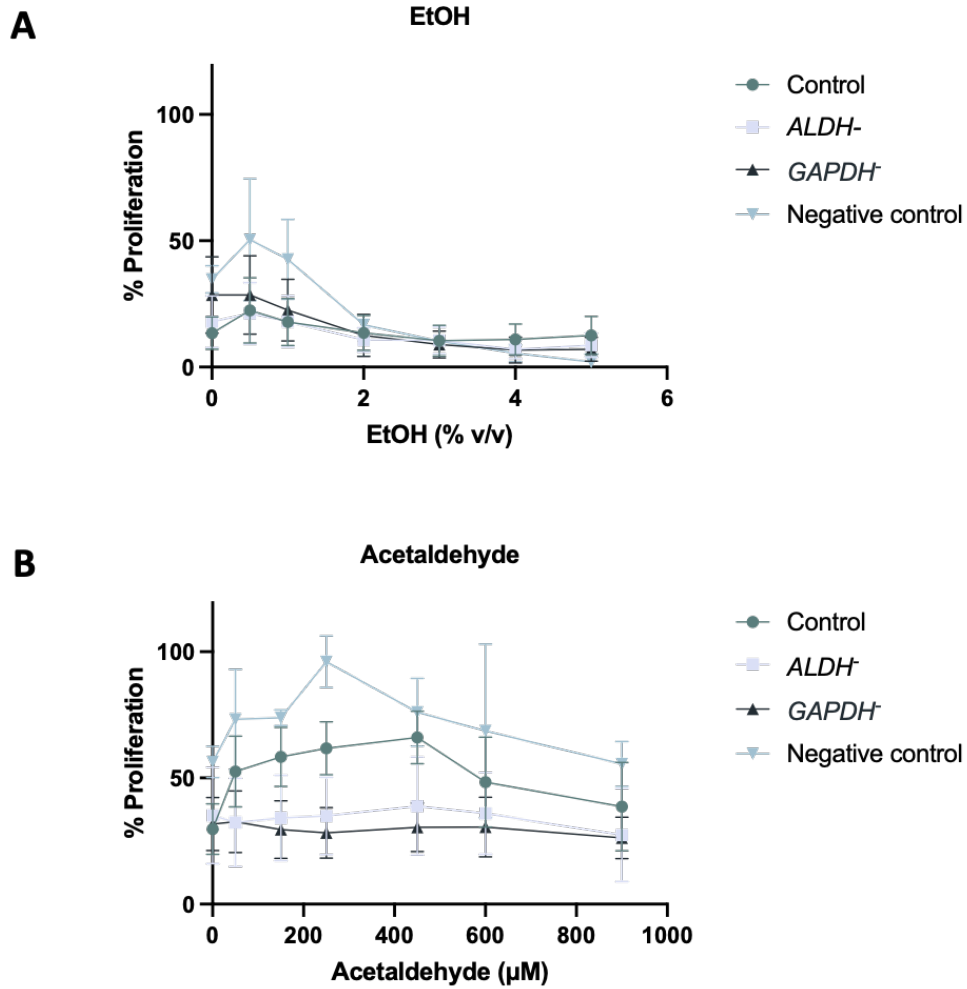 A
EtOH
% Proliferation
100
50
0
0 2 4 6
EtOH (% v/v)
Control
ALDH-
GAPDH-
Negative control
B
Acetaldehyde
% Proliferation
100
50
0
0 200 400 600 800 1000
Acetaldehyde (µM)
Control
ALDH-
GAPDH-
Negative control